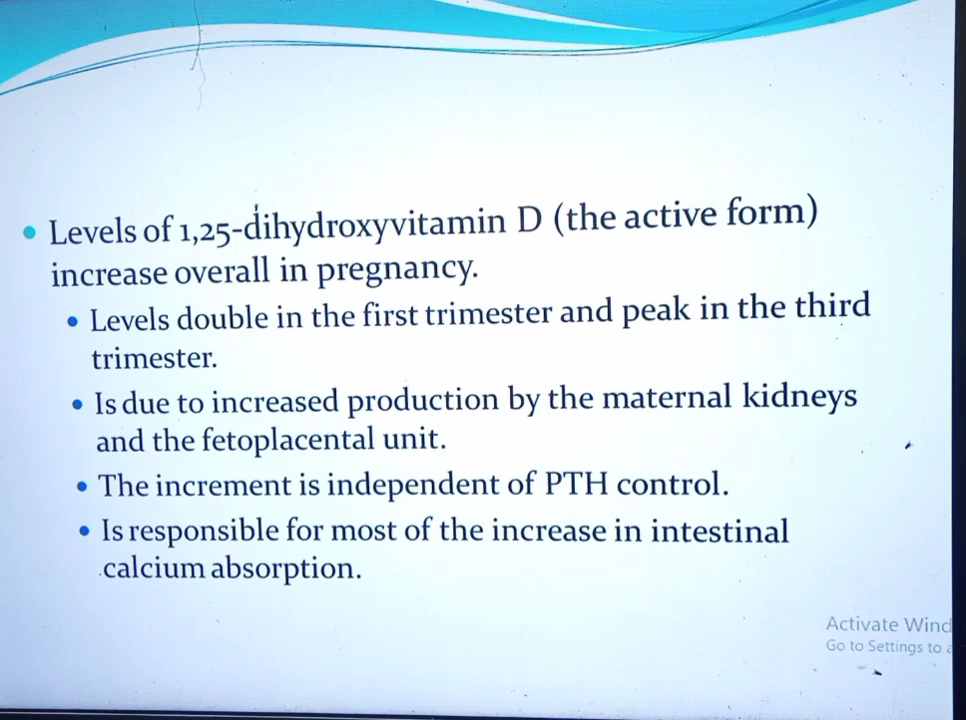 • Levels of 1,25-dihydroxyvitamin D (the active form)
increase overall in pregnancy.
• Levels double in the first trimester and peak in the third
trimester.
• Is due to increased production by the maternal kidneys
and the fetoplacental unit.
• The increment is independent of PTH control.
• Is responsible for most of the increase in intestinal
calcium absorption.
Activate Wind
Go to Settings to a